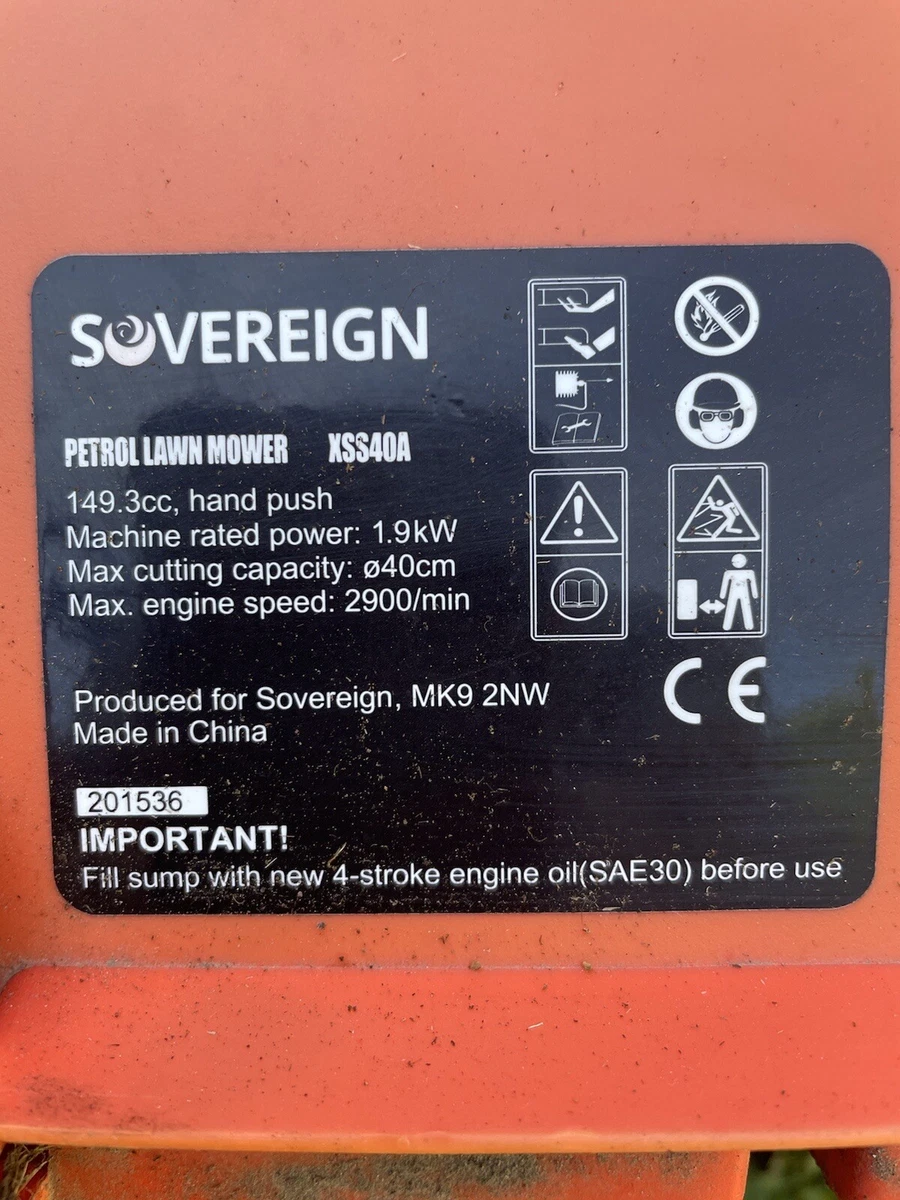 SOVEREIGN
PETROL LAWN MOWER XSS40A
149.3cc, hand push
Machine rated power: 1.9kW
Max cutting capacity: ø40cm
Max. engine speed: 2900/min
Produced for Sovereign, MK9 2NW
Made in China
CE
201536
IMPORTANT!
Fill sump with new 4-stroke engine oil(SAE30) before use